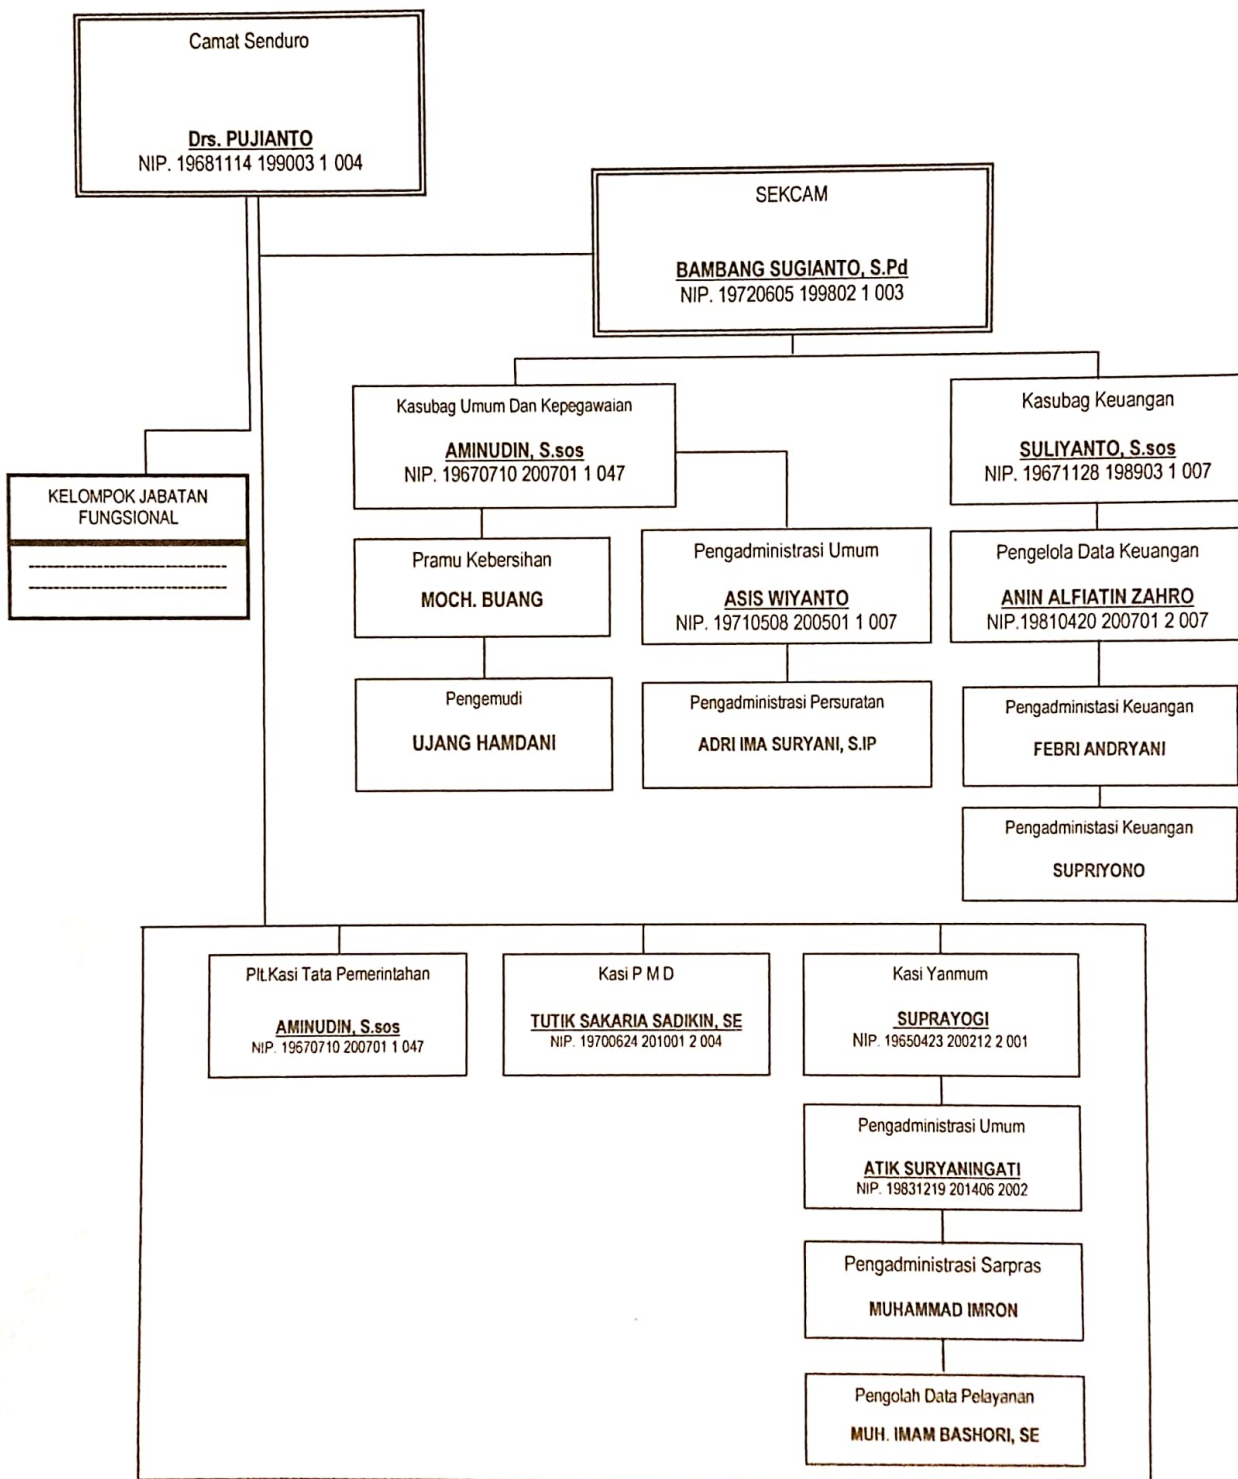 Camat Senduro
Drs. PUJIANTO
NIP. 19681114 199003 1 004
SEKCAM
BAMBANG SUGIANTO, S.Pd
NIP. 19720605 199802 1 003
Kasubag Umum Dan Kepegawaian
AMINUDIN, S.sos
NIP. 19670710 200701 1 047
Kasubag Keuangan
SULIYANTO, S.sos
NIP. 19671128 198903 1 007
KELOMPOK JABATAN
FUNGSIONAL
Pramu Kebersihan
MOCH. BUANG
Pengadministrasi Umum
ASIS WIYANTO
NIP. 19710508 200501 1 007
Pengelola Data Keuangan
ANIN ALFIATIN ZAHRO
NIP.19810420 200701 2 007
Pengemudi
UJANG HAMDANI
Pengadministrasi Persuratan
ADRI IMA SURYANI, S.IP
Pengadministasi Keuangan
FEBRI ANDRYANI
Pengadministasi Keuangan
SUPRIYONO
Plt.Kasi Tata Pemerintahan
AMINUDIN, S.sos
NIP. 19670710 200701 1 047
Kasi P M D
TUTIK SAKARIA SADIKIN, SE
NIP. 19700624 201001 2 004
Kasi Yanmum
SUPRAYOGI
NIP. 19650423 200212 2 001
Pengadministrasi Umum
ATIK SURYANINGATI
NIP. 19831219 201406 2002
Pengadministrasi Sarpras
MUHAMMAD IMRON
Pengolah Data Pelayanan
MUH. IMAM BASHORI, SE